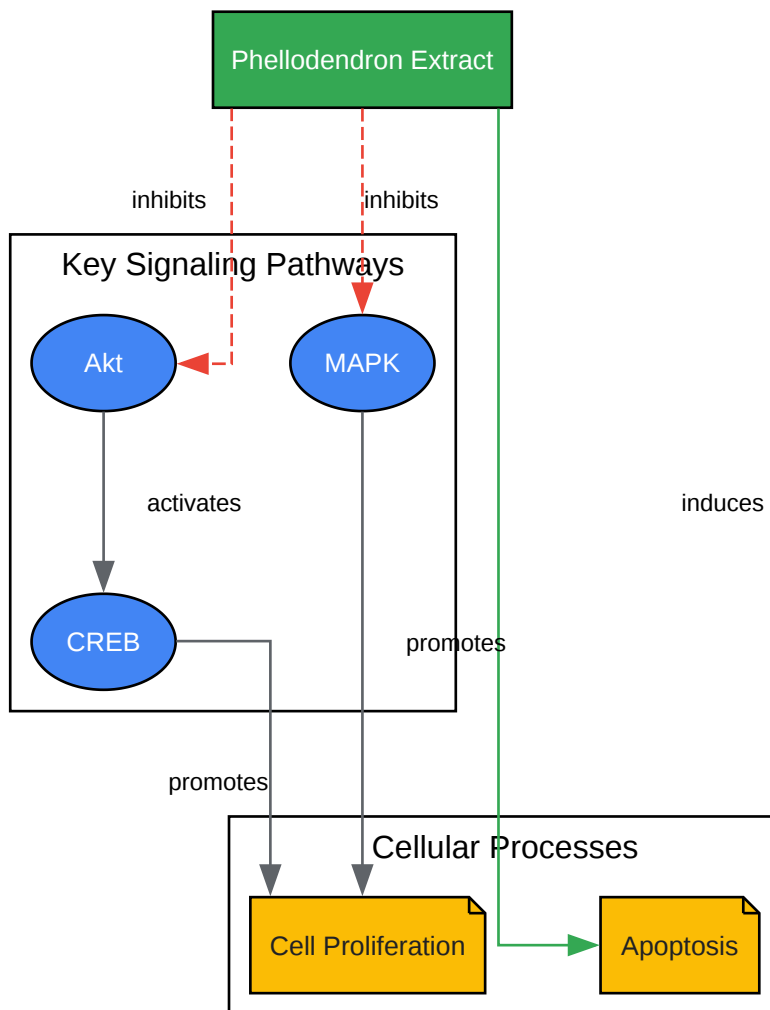 Phellodendron Extract
inhibits
inhibits
Key Signaling Pathways
Akt
MAPK
activates
induces
CREB
promotes
promotes
Cellular Processes
Cell Proliferation
Apoptosis